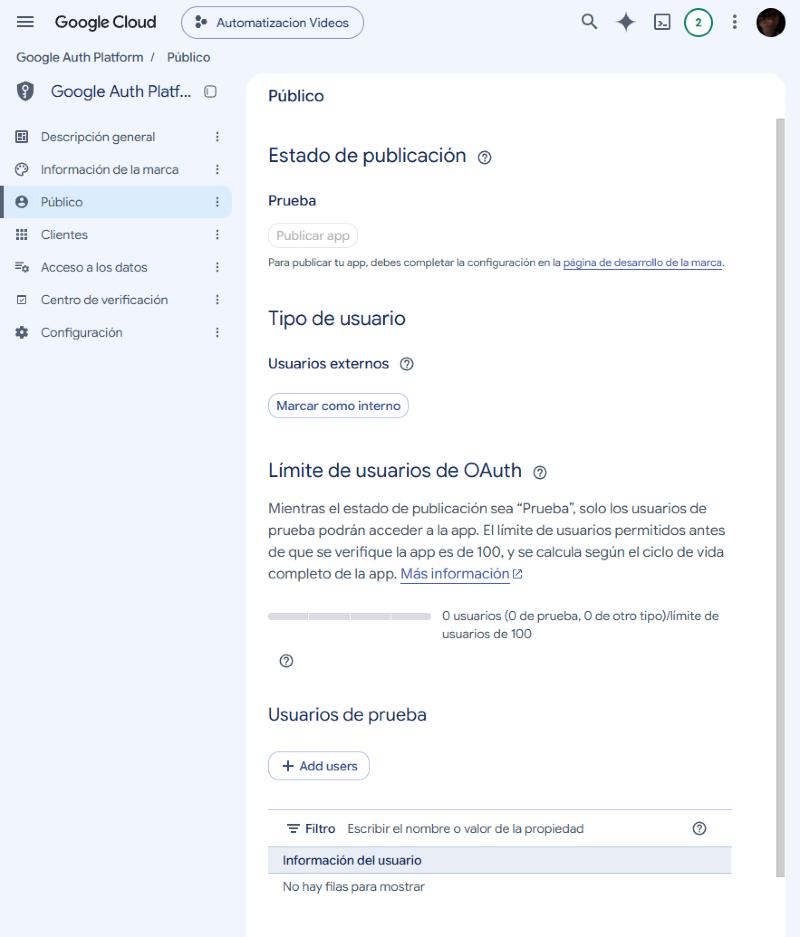 Google Cloud
Automatizacion Videos
2
Google Auth Platform / Público
Google Auth Platf...
Descripción general
Información de la marca
Público
Clientes
Acceso a los datos
Centro de verificación
Configuración
Público
Estado de publicación
Prueba
Publicar app
Para publicar tu app, debes completar la configuración en la página de desarrollo de la marca.
Tipo de usuario
Usuarios externos
Marcar como interno
Límite de usuarios de OAuth
Mientras el estado de publicación sea “Prueba”, solo los usuarios de
prueba podrán acceder a la app. El límite de usuarios permitidos antes
de que se verifique la app es de 100, y se calcula según el ciclo de vida
completo de la app. Más información
0 usuarios (0 de prueba, 0 de otro tipo)/límite de
usuarios de 100
Usuarios de prueba
+ Add users
Filtro Escribir el nombre o valor de la propiedad
Información del usuario
No hay filas para mostrar